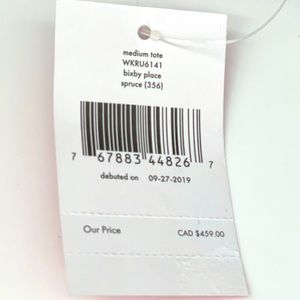 medium tote
WKRU6141
bixby place
spruce (356)
7 67883 44826 7
debuted on 09-27-2019
Our Price CAD $459.00